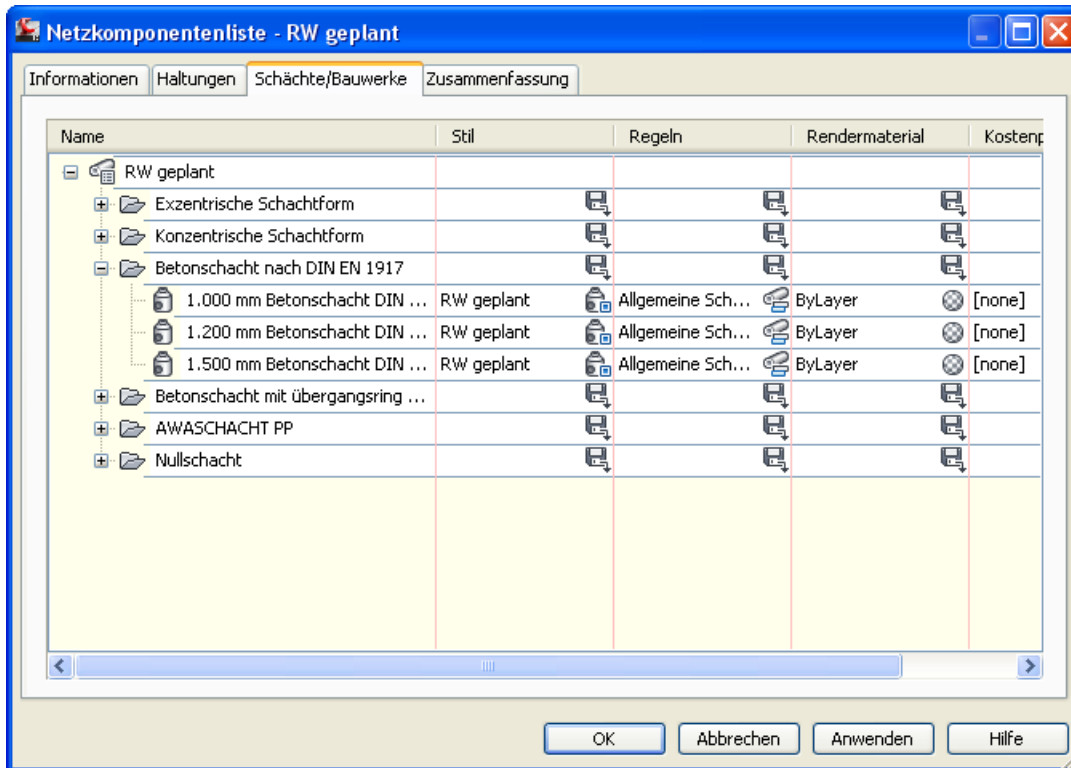 Netzkomponentenliste - RW geplant
Informationen Haltungen Schächte/Bauwerke Zusammenfassung
Name Stil Regeln Rendermaterial Kostenp
RW geplant
Exzentrische Schachtform
Konzentrische Schachtform
Betonschacht nach DIN EN 1917
1.000 mm Betonschacht DIN ... RW geplant Allgemeine Sch... ByLayer [none]
1.200 mm Betonschacht DIN ... RW geplant Allgemeine Sch... ByLayer [none]
1.500 mm Betonschacht DIN ... RW geplant Allgemeine Sch... ByLayer [none]
Betonschacht mit übergangsring ...
AWASCHACHT PP
Nullschacht
OK Abbrechen Anwenden Hilfe